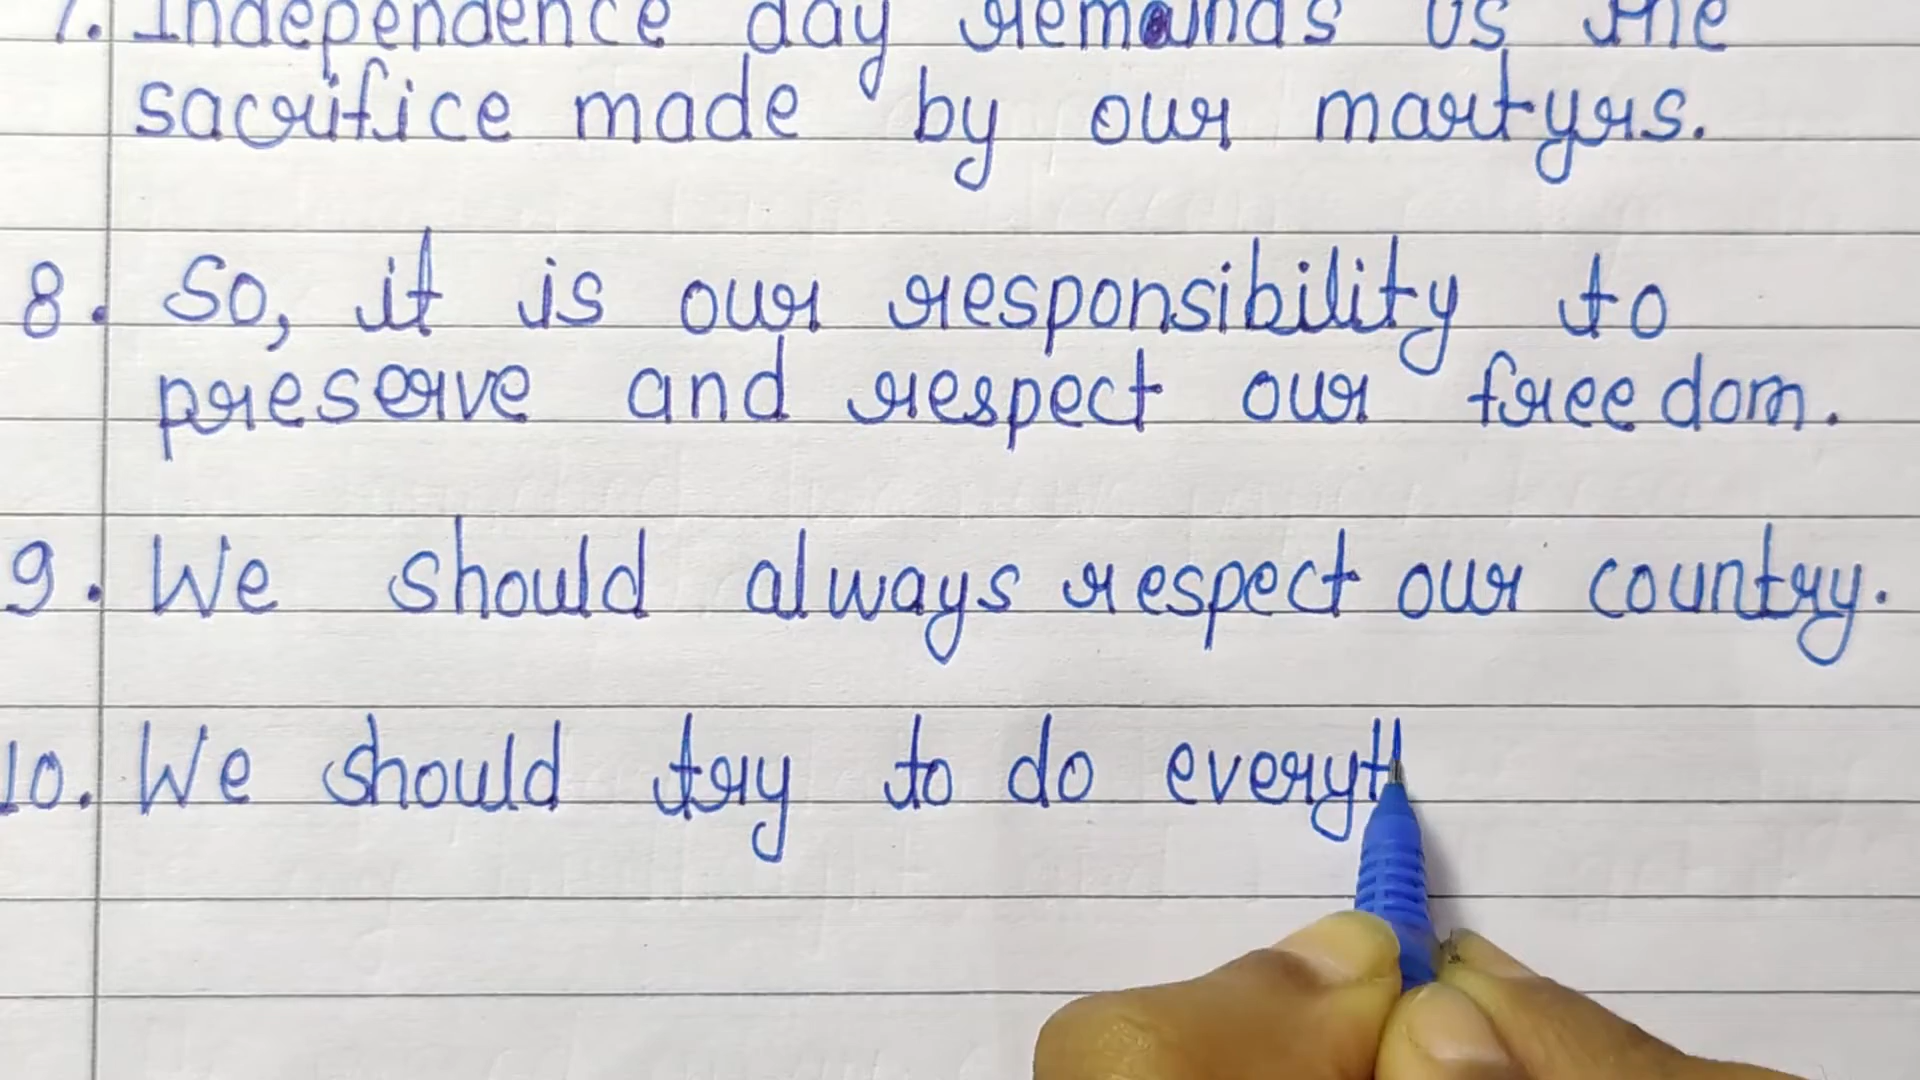 7. Independence day remainds us the
sacrifice made by our martyrs.
8. So, it is our responsibility to
preserve and respect our freedom.
9. We should always respect our country.
10. We should try to do everyth